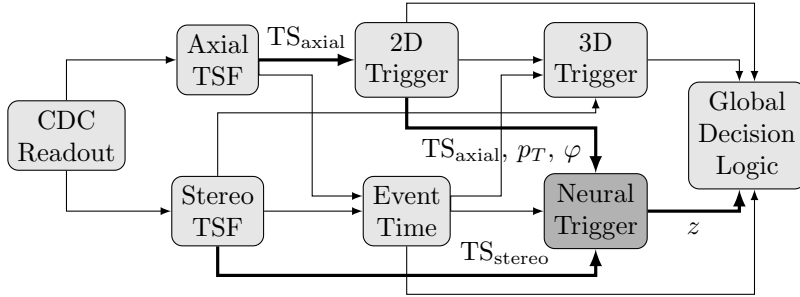 CDC
Readout
Axial
TSF
TS_axial
2D
Trigger
3D
Trigger
Global
Decision
Logic
TS_axial, p_T, φ
Stereo
TSF
Event
Time
Neural
Trigger
z
TS_stereo